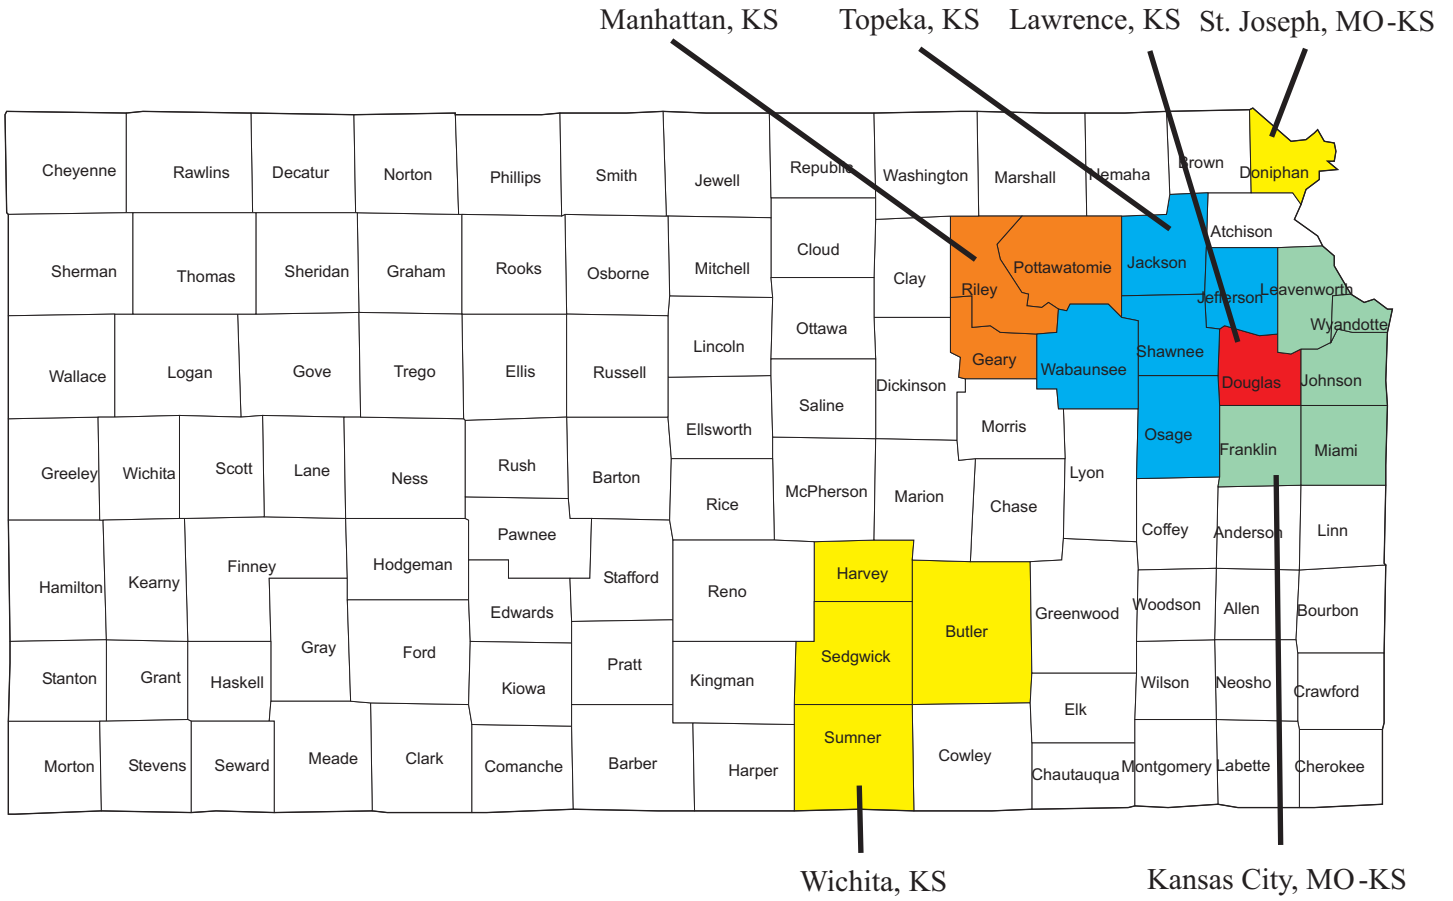 Manhattan, KS
Topeka, KS
Lawrence, KS
St. Joseph, MO-KS
Cheyenne
Rawlins
Decatur
Norton
Phillips
Smith
Jewell
Republic
Washington
Marshall
Nemaha
Brown
Doniphan
Sherman
Thomas
Sheridan
Graham
Rooks
Osborne
Mitchell
Cloud
Clay
Riley
Pottawatomie
Jackson
Atchison
Jefferson
Leavenworth
Wyandotte
Wallace
Logan
Gove
Trego
Ellis
Russell
Lincoln
Ottawa
Saline
Dickinson
Geary
Wabaunsee
Shawnee
Douglas
Johnson
Greeley
Wichita
Scott
Lane
Ness
Rush
Barton
Ellsworth
Rice
McPherson
Marion
Morris
Chase
Lyon
Osage
Franklin
Miami
Hamilton
Kearny
Finney
Hodgeman
Pawnee
Edwards
Stafford
Reno
Harvey
Sedgwick
Butler
Greenwood
Coffey
Anderson
Linn
Woodson
Allen
Bourbon
Stanton
Grant
Haskell
Gray
Ford
Kiowa
Pratt
Kingman
Sumner
Cowley
Elk
Wilson
Neosho
Crawford
Morton
Stevens
Seward
Meade
Clark
Comanche
Barber
Harper
Chautauqua
Montgomery
Labette
Cherokee
Wichita, KS
Kansas City, MO-KS